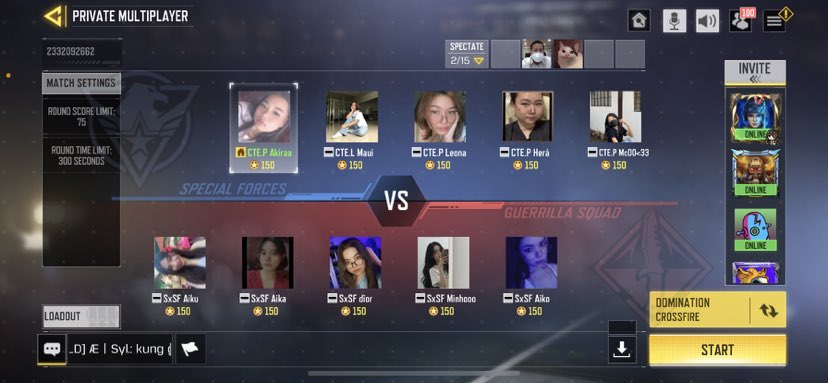 PRIVATE MULTIPLAYER
100
2332092662
SPECTATE
2/15
MATCH SETTINGS
ROUND SCORE LIMIT:
75
ROUND TIME LIMIT:
300 SECONDS
INVITE
ONLINE
ONLINE
ONLINE
CTE.P Akiraa
150
CTE.L Maui
150
CTE.P Leona
150
CTE.P Herá
150
CTE.P Mc00<33
150
SPECIAL FORCES
VS
GUERRILLA SQUAD
SxSF Aiku
150
SxSF Aika
150
SxSF dior
150
SxSF Minhooo
150
SxSF Aiko
150
LOADOUT
DOMINATION
CROSSFIRE
START
..D] Æ | Syl.: kung